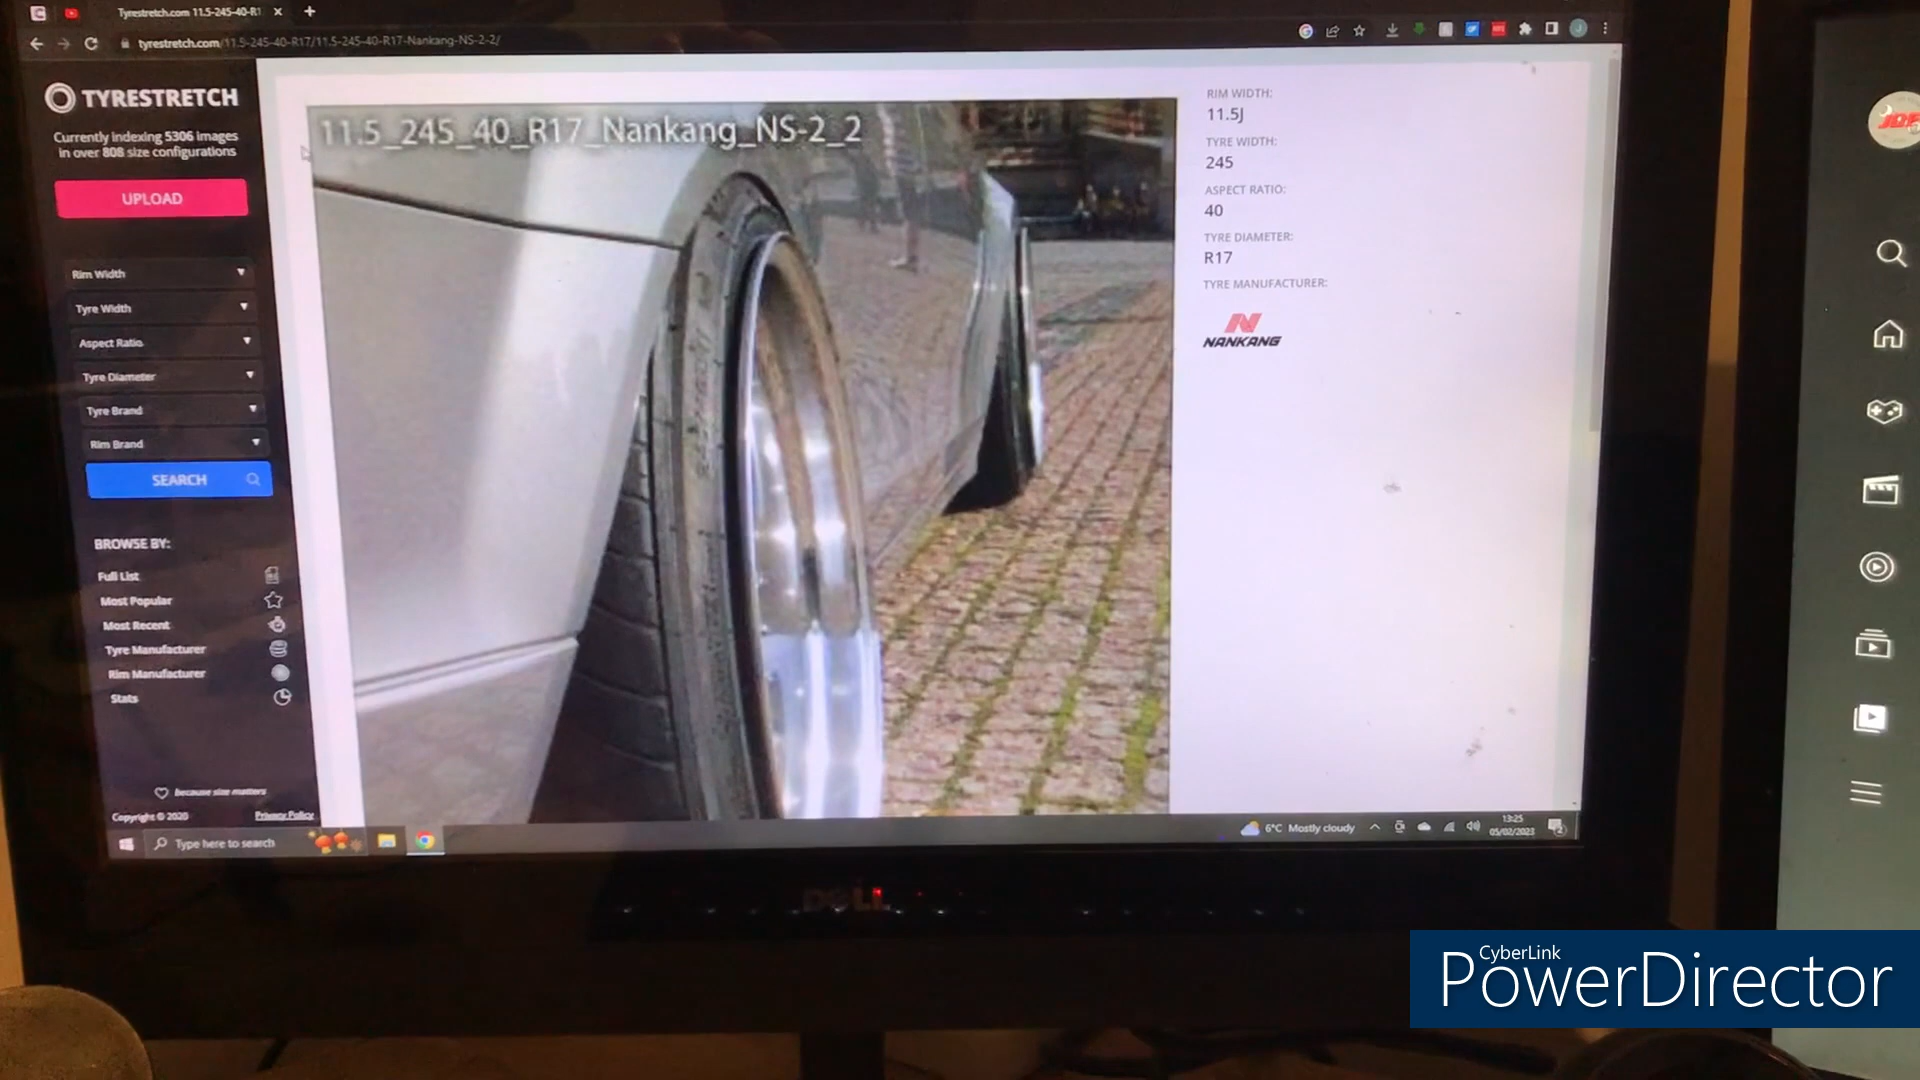 Tyrestretch.com 11.5-245-40-R1
tyrestretch.com/11.5-245-40-R17/11.5-245-40-R17-Nankang-NS-2-2/
TYRESTRETCH
Currently indexing 5306 images
in over 808 size configurations
UPLOAD
Rim Width
Tyre Width
Aspect Ratio
Tyre Diameter
Tyre Brand
Rim Brand
SEARCH
BROWSE BY:
Full List
Most Popular
Most Recent
Tyre Manufacturer
Rim Manufacturer
Stats
because size matters
Copyright © 2020 Privacy Policy
11.5_245_40_R17_Nankang_NS-2_2
RIM WIDTH:
11.5J
TYRE WIDTH:
245
ASPECT RATIO:
40
TYRE DIAMETER:
R17
TYRE MANUFACTURER:
NANKANG
Type here to search
6°C Mostly cloudy
13:25
05/02/2023
2
DELL
CyberLink
PowerDirector